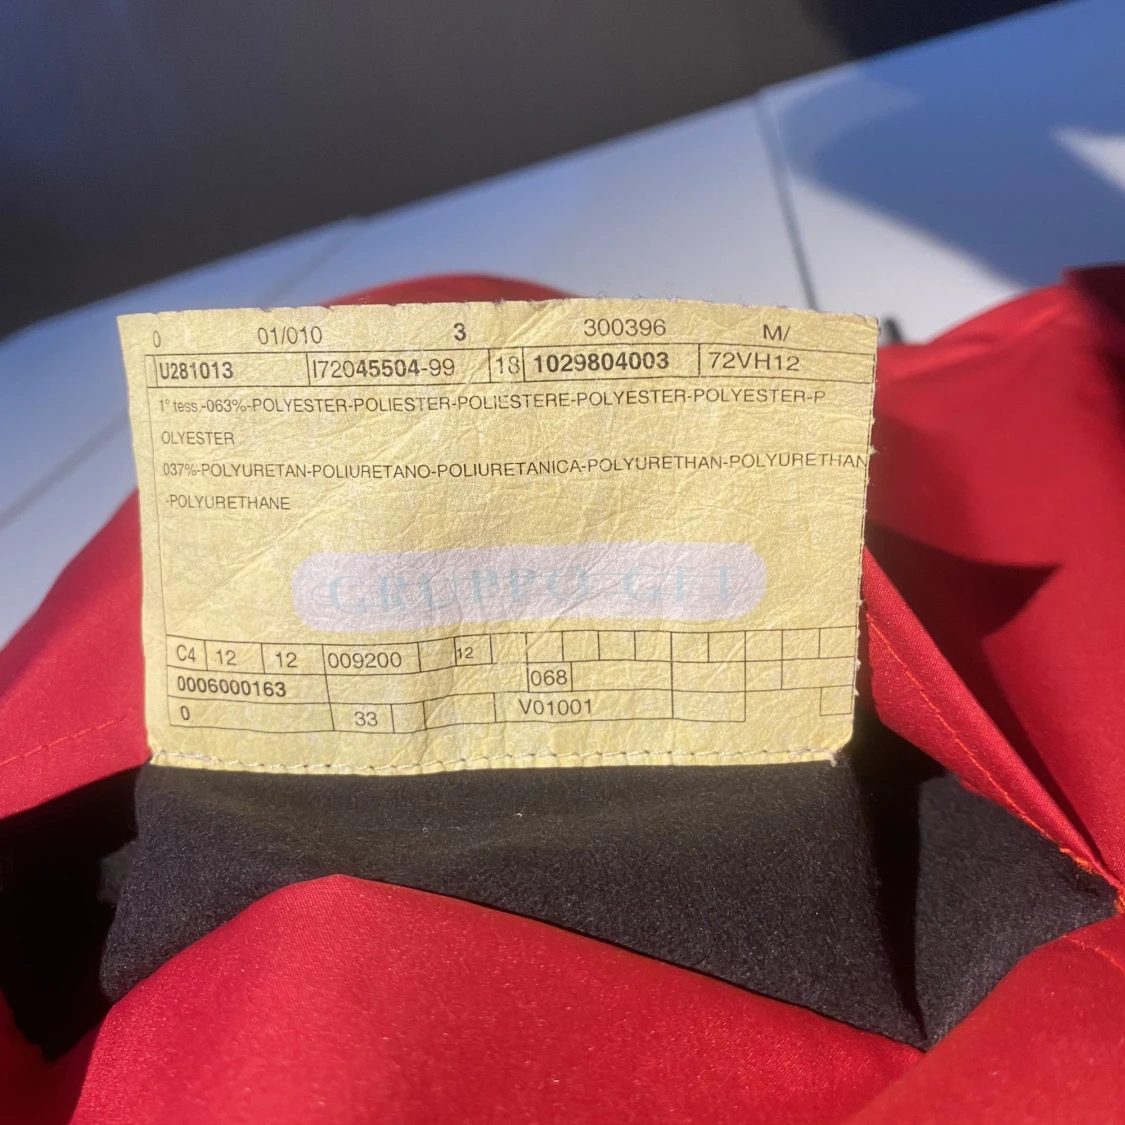 0 01/010 3 300396 M/
U281013 I72045504-99 18 1029804003 72VH12
1° tess.-063%-POLYESTER-POLIESTER-POLIESTERE-POLYESTER-POLYESTER-P
OLYESTER
037%-POLYURETAN-POLIURETANO-POLIURETANICA-POLYURETHAN-POLYURETHAN
-POLYURETHANE
GRUPPO GFT
C4 12 12 009200 12
0006000163 068
0 33 V01001